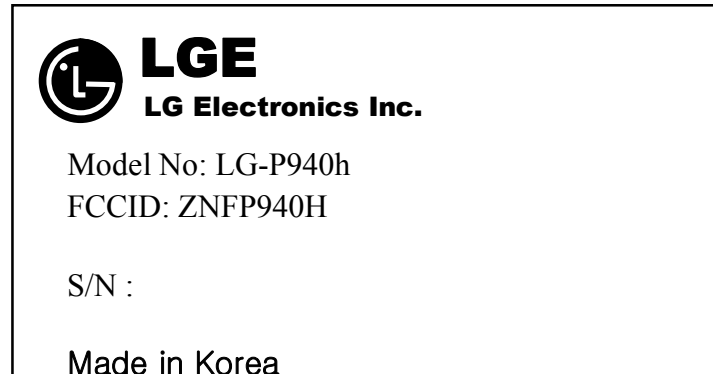 LGE
LG Electronics Inc.
Model No: LG-P940h
FCCID: ZNFP940H
S/N :
Made in Korea